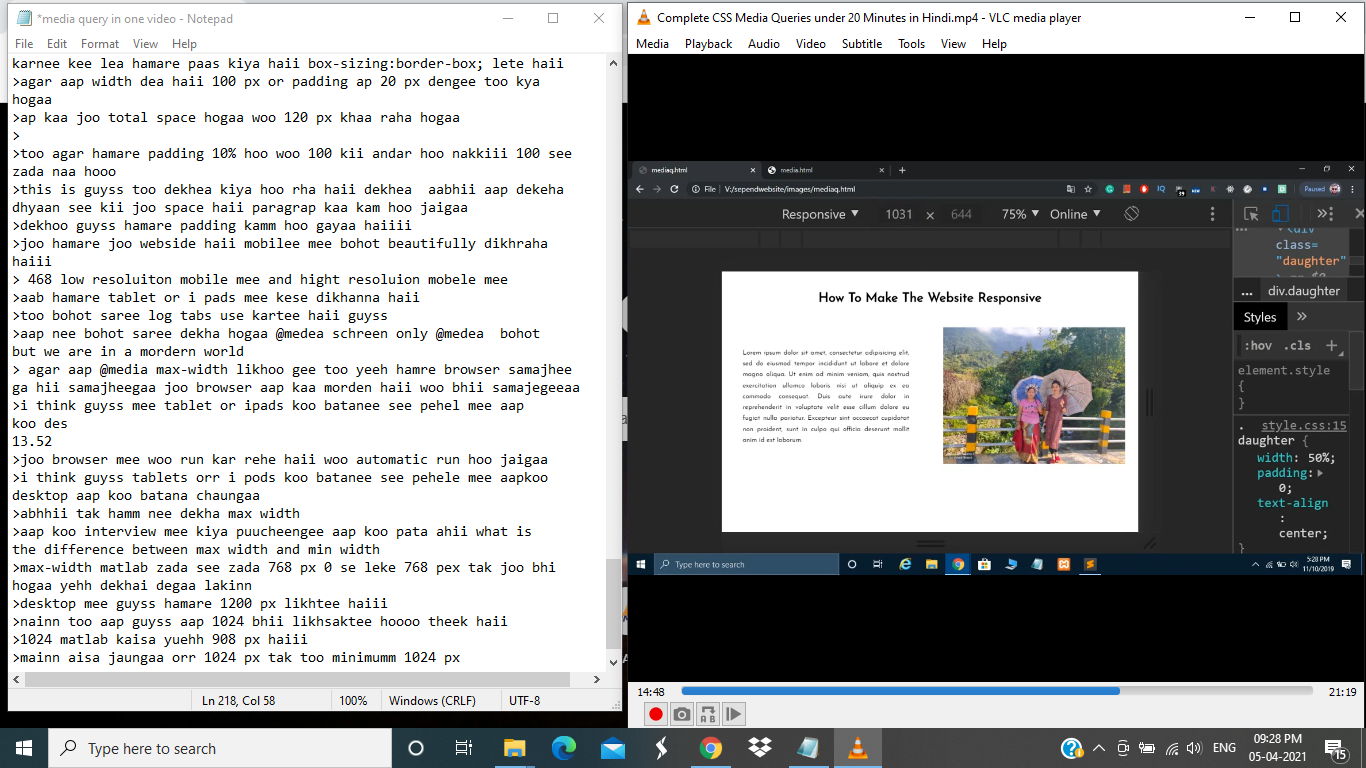 *media query in one video - Notepad
File Edit Format View Help
karnee kee lea hamare paas kiya haii box-sizing:border-box; lete haii
>agar aap width dea haii 100 px or padding ap 20 px dengee too kya
hogaa
>ap kaa joo total space hogaa woo 120 px khaa raha hogaa
>
>too agar hamare padding 10% hoo woo 100 kii andar hoo nakkiii 100 see
zada naa hooo
>this is guyss too dekhea kiya hoo rha haii dekhea  aabhii aap dekeha
dhyaan see kii joo space haii paragrap kaa kam hoo jaigaa
>dekhoo guyss hamare padding kamm hoo gayaa haiiii
>joo hamare joo webside haii mobilee mee bohot beautifully dikhraha
haiii
> 468 low resoluiton mobile mee and hight resoluion mobele mee
>aab hamare tablet or i pads mee kese dikhanna haii
>too bohot saree log tabs use kartee haii guyss
>aap nee bohot saree dekha hogaa @medea schreen only @medea  bohot
but we are in a mordern world
> agar aap @media max-width likhoo gee too yeeh hamre browser samajhee
ga hii samajheega joo browser aap kaa morden haii woo bhii samajegeeaa
>i think guyss mee tablet or ipads koo batanee see pehel mee aap
koo des
13.52
>joo browser mee woo run kar rehe haii woo automatic run hoo jaigaa
>i think guyss tablets orr i pods koo batanee see pehele mee aapkoo
desktop aap koo batana chaungaa
>abhhii tak hamm nee dekha max width
>aap koo interview mee kiya puucheengee aap koo pata ahii what is
the difference between max width and min width
>max-width matlab zada see zada 768 px 0 se leke 768 pex tak joo bhi
hogaa yehh dekhai degaa lakinn
>desktop mee guyss hamare 1200 px likhtee haiii
>nainn too aap guyss aap 1024 bhii likhsaktee hoooo theek haii
>1024 matlab kaisa yuehh 908 px haiii
>mainn aisa jaungaa orr 1024 px tak too minimumm 1024 px
Ln 218, Col 58 100% Windows (CRLF) UTF-8
Complete CSS Media Queries under 20 Minutes in Hindi.mp4 - VLC media player
Media Playback Audio Video Subtitle Tools View Help
mediaq.html media.html
File V:/sependwebsite/images/mediaq.html Paused
Responsive 1031 × 644 75% Online
How To Make The Website Responsive
Lorem ipsum dolor sit amet, consectetur adipisicing elit,
sed do eiusmod tempor incididunt ut labore et dolore
magna aliqua. Ut enim ad minim veniam, quis nostrud
exercitation ullamco laboris nisi ut aliquip ex ea
commodo consequat. Duis aute irure dolor in
reprehenderit in voluptate velit esse cillum dolore eu
fugiat nulla pariatur. Excepteur sint occaecat cupidatat
non proident, sunt in culpa qui officia deserunt mollit
anim id est laborum.
<div
class=
"daughter"
... div.daughter
Styles
:hov .cls +
element.style
{
}
. style.css:15
daughter {
width: 50%;
padding:
0;
text-align
:
center;
}
Type here to search
5:28 PM
11/10/2019
14:48 21:19
Type here to search
ENG
09:28 PM
05-04-2021
15